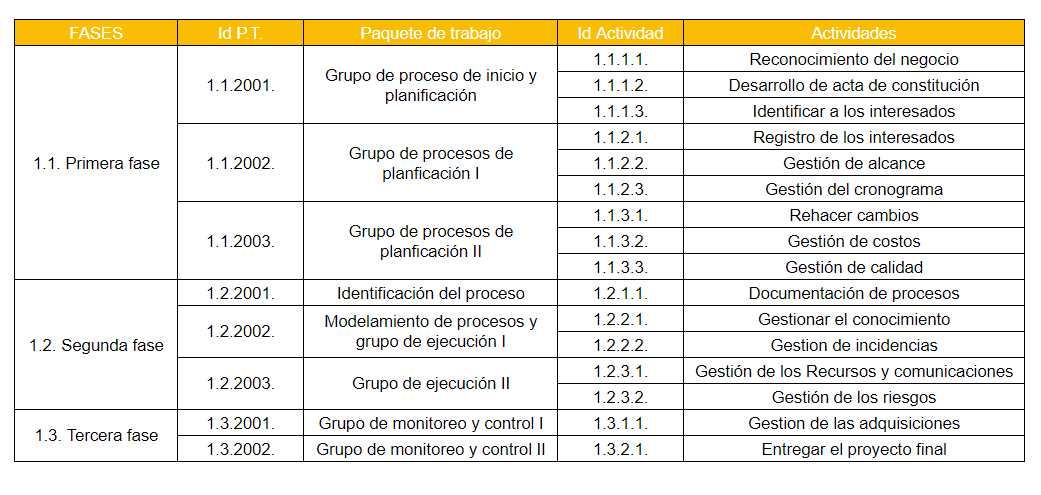 FASES Id P.T. Paquete de trabajo Id Actividad Actividades
1.1. Primera fase
1.1.2001.
Grupo de proceso de inicio y
planificación
1.1.1.1. Reconocimiento del negocio
1.1.1.2. Desarrollo de acta de constitución
1.1.1.3. Identificar a los interesados
1.1.2002.
Grupo de procesos de
planficación I
1.1.2.1. Registro de los interesados
1.1.2.2. Gestión de alcance
1.1.2.3. Gestión del cronograma
1.1.2003.
Grupo de procesos de
planficación II
1.1.3.1. Rehacer cambios
1.1.3.2. Gestión de costos
1.1.3.3. Gestión de calidad
1.2. Segunda fase
1.2.2001. Identificación del proceso 1.2.1.1. Documentación de procesos
1.2.2002.
Modelamiento de procesos y
grupo de ejecución I
1.2.2.1. Gestionar el conocimiento
1.2.2.2. Gestion de incidencias
1.2.2003.
Grupo de ejecución II
1.2.3.1. Gestión de los Recursos y comunicaciones
1.2.3.2. Gestión de los riesgos
1.3. Tercera fase
1.3.2001. Grupo de monitoreo y control I 1.3.1.1. Gestion de las adquisiciones
1.3.2002. Grupo de monitoreo y control II 1.3.2.1. Entregar el proyecto final